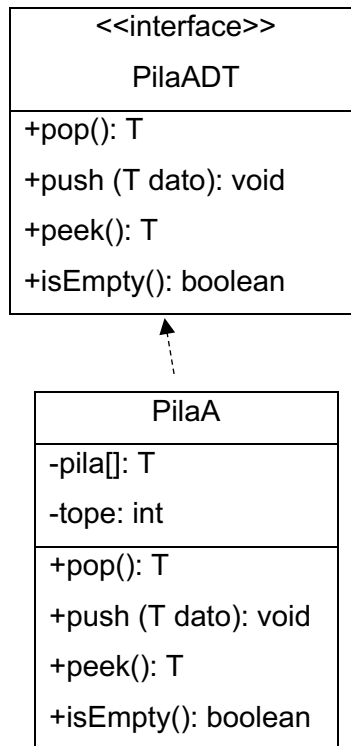 <<interface>>
PilaADT
+pop(): T
+push (T dato): void
+peek(): T
+isEmpty(): boolean
PilaA
-pila[]: T
-tope: int
+pop(): T
+push (T dato): void
+peek(): T
+isEmpty(): boolean